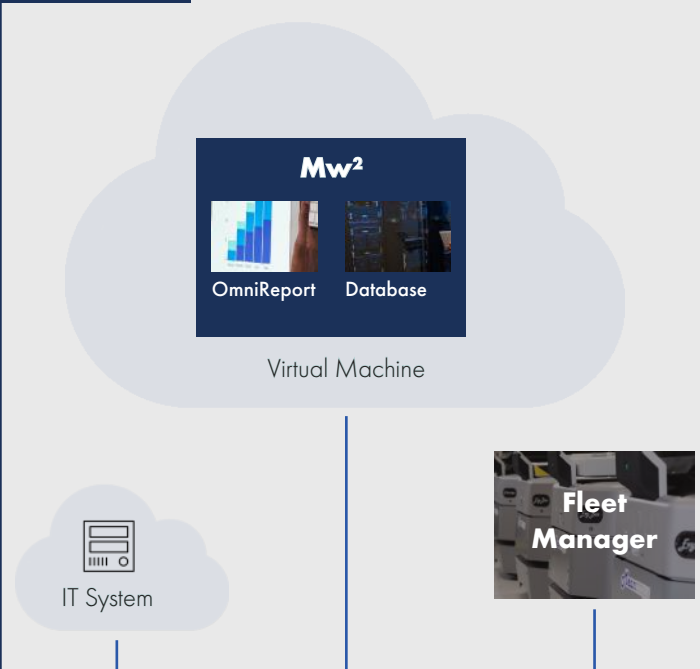 Mw²
OmniReport
Database
Virtual Machine
Fleet
Manager
IT System